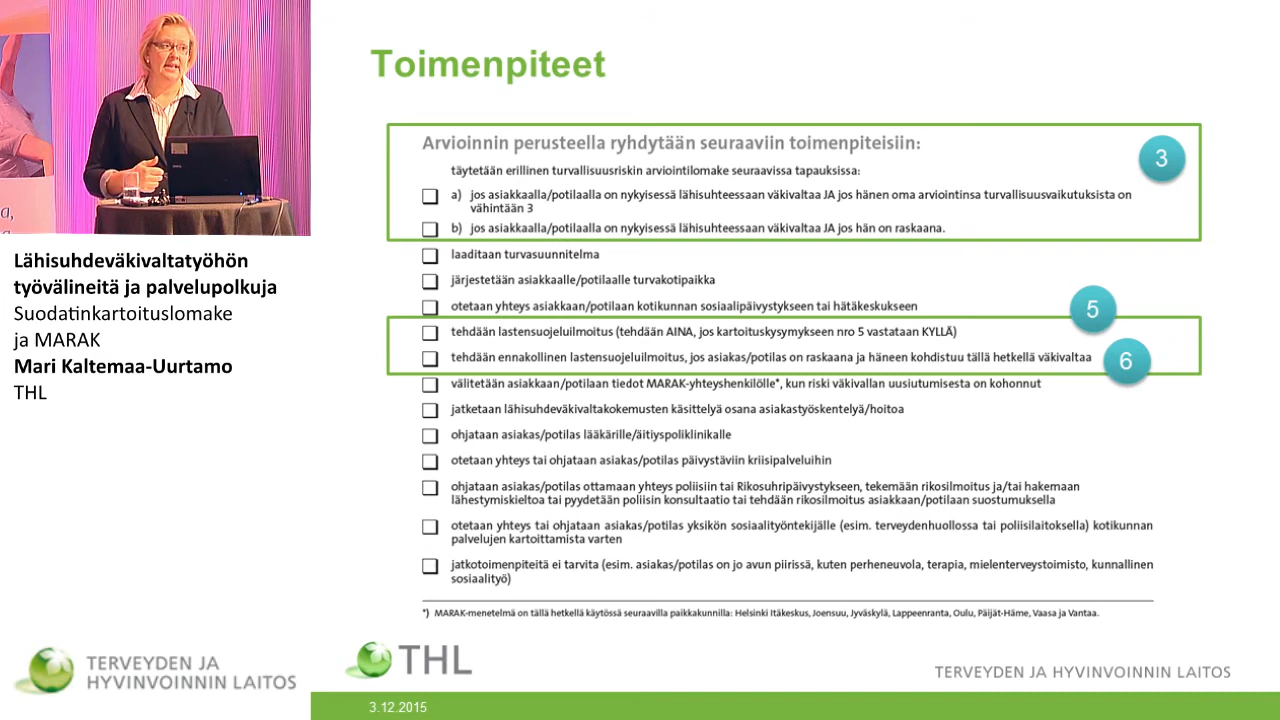 Toimenpiteet
Arvioinnin perusteella ryhdytään seuraaviin toimenpiteisiin:
3
täytetään erillinen turvallisuusriskin arviointilomake seuraavissa tapauksissa:
a) jos asiakkaalla/potilaalla on nykyisessä lähisuhteessaan väkivaltaa JA jos hänen oma arviointinsa turvallisuusvaikutuksista on
vähintään 3
b) jos asiakkaalla/potilaalla on nykyisessä lähisuhteessaan väkivaltaa JA jos hän on raskaana.
laaditaan turvasuunnitelma
järjestetään asiakkaalle/potilaalle turvakotipaikka
otetaan yhteys asiakkaan/potilaan kotikunnan sosiaalipäivystykseen tai hätäkeskukseen
5
tehdään lastensuojeluilmoitus (tehdään AINA, jos kartoituskysymykseen nro 5 vastataan KYLLÄ)
tehdään ennakollinen lastensuojeluilmoitus, jos asiakas/potilas on raskaana ja häneen kohdistuu tällä hetkellä väkivaltaa
6
välitetään asiakkaan/potilaan tiedot MARAK-yhteyshenkilölle*, kun riski väkivallan uusiutumisesta on kohonnut
jatketaan lähisuhdeväkivaltakokemusten käsittelyä osana asiakastyöskentelyä/hoitoa
ohjataan asiakas/potilas lääkärille/äitiyspoliklinikalle
otetaan yhteys tai ohjataan asiakas/potilas päivystäviin kriisipalveluihin
ohjataan asiakas/potilas ottamaan yhteys poliisiin tai Rikosuhripäivystykseen, tekemään rikosilmoitus ja/tai hakemaan
lähestymiskieltoa tai pyydetään poliisin konsultaatio tai tehdään rikosilmoitus asiakkaan/potilaan suostumuksella
otetaan yhteys tai ohjataan asiakas/potilas yksikön sosiaalityöntekijälle (esim. terveydenhuollossa tai poliisilaitoksella) kotikunnan
palvelujen kartoittamista varten
jatkotoimenpiteitä ei tarvita (esim. asiakas/potilas on jo avun piirissä, kuten perheneuvola, terapia, mielenterveystoimisto, kunnallinen
sosiaalityö)
*) MARAK-menetelmä on tällä hetkellä käytössä seuraavilla paikkakunnilla: Helsinki Itäkeskus, Joensuu, Jyväskylä, Lappeenranta, Oulu, Päijät-Häme, Vaasa ja Vantaa.
Lähisuhdeväkivaltatyöhön
työvälineitä ja palvelupolkuja
Suodatinkartoituslomake
ja MARAK
Mari Kaltemaa-Uurtamo
THL
TERVEYDEN JA
HYVINVOINNIN LAITOS
THL
TERVEYDEN JA HYVINVOINNIN LAITOS
3.12.2015